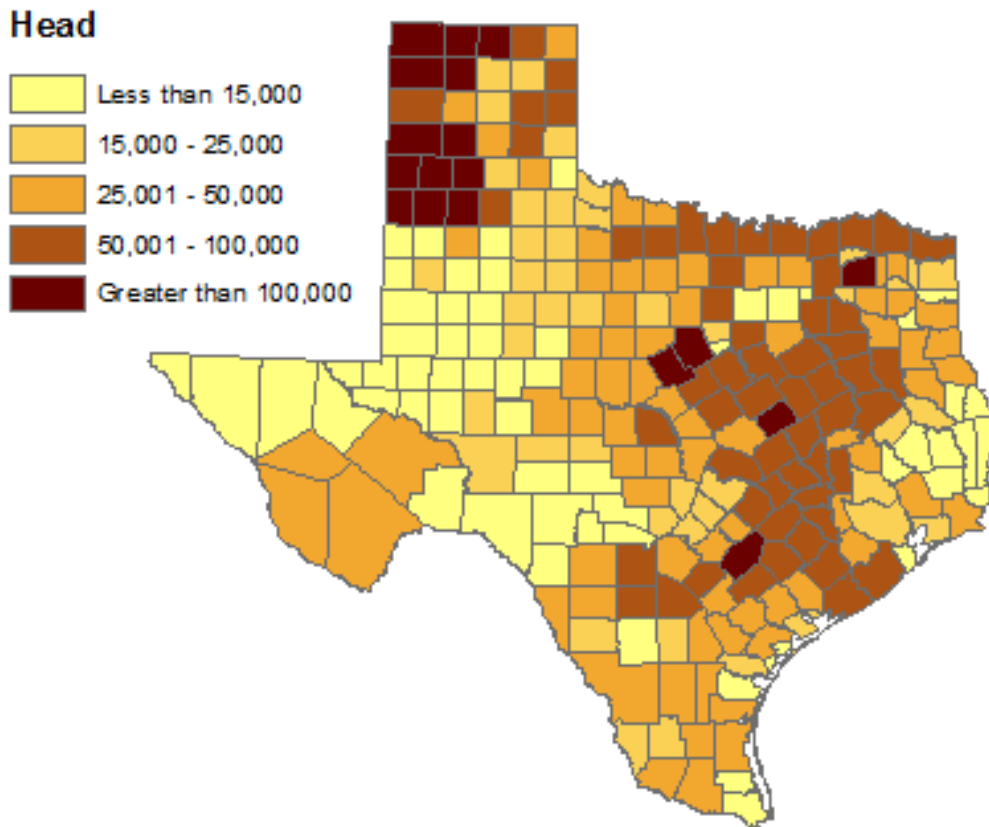 Head
Less than 15,000
15,000 - 25,000
25,001 - 50,000
50,001 - 100,000
Greater than 100,000